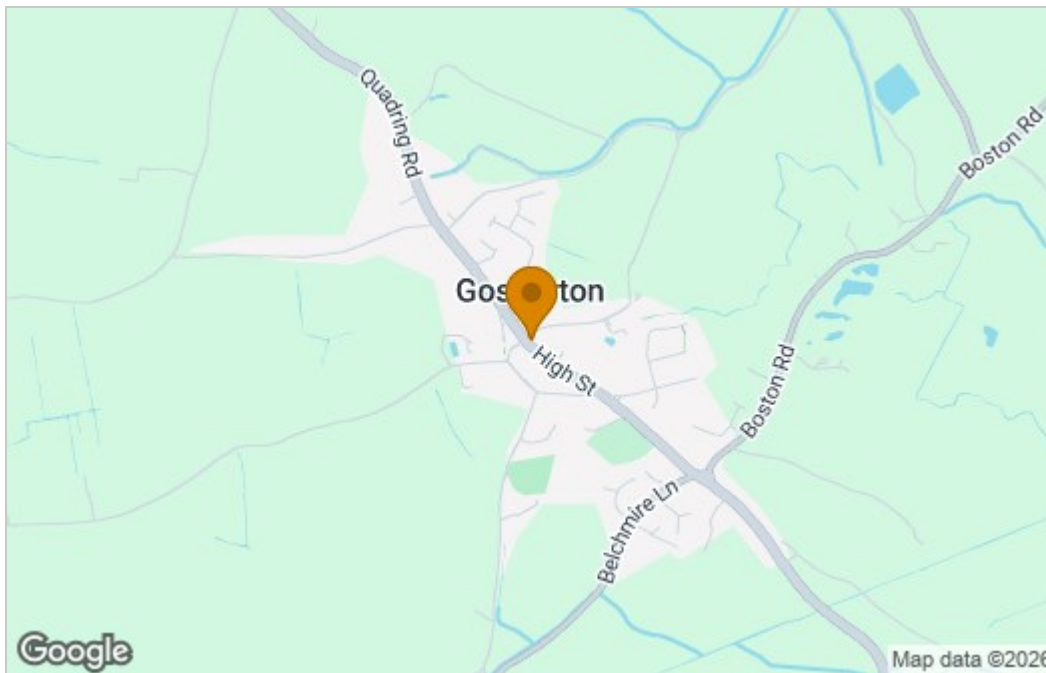 Quadring Rd
Boston Rd
High St
Boston Rd
Belchmire Ln
Google
Map data ©2026